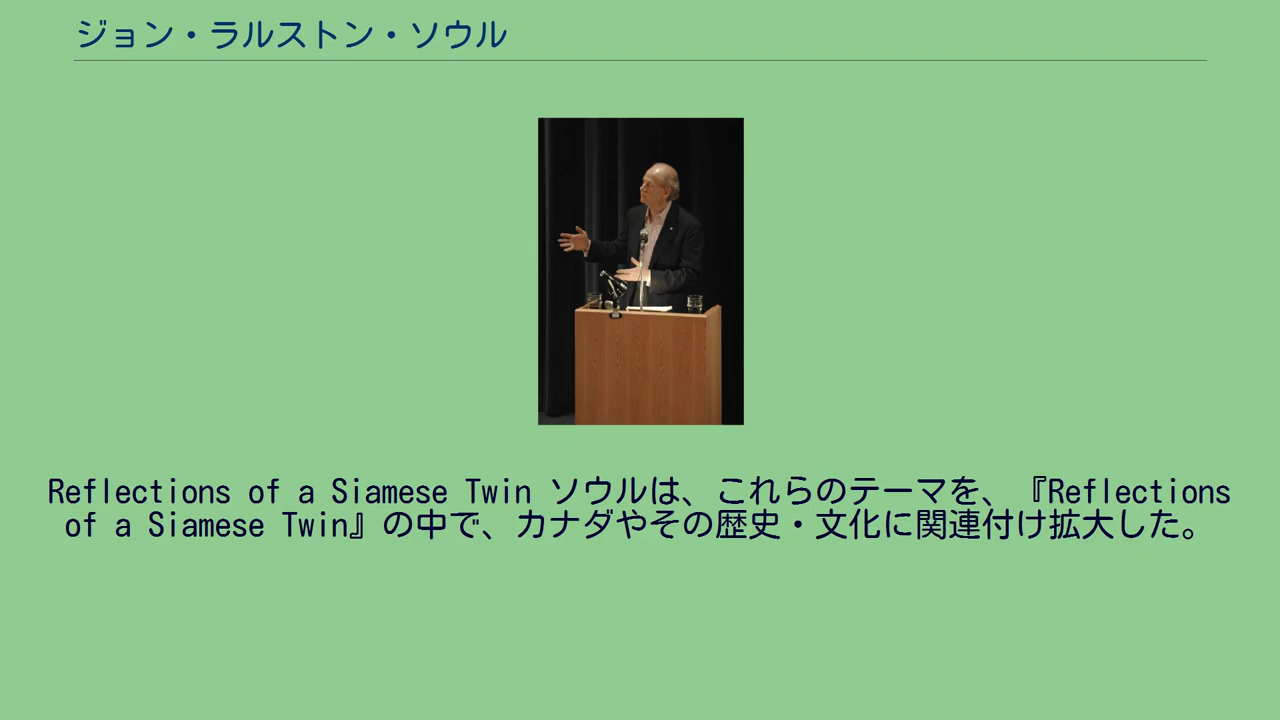 ジョン・ラルストン・ソウル
Reflections of a Siamese Twin ソウルは、これらのテーマを、『Reflections
of a Siamese Twin』の中で、カナダやその歴史・文化に関連付け拡大した。